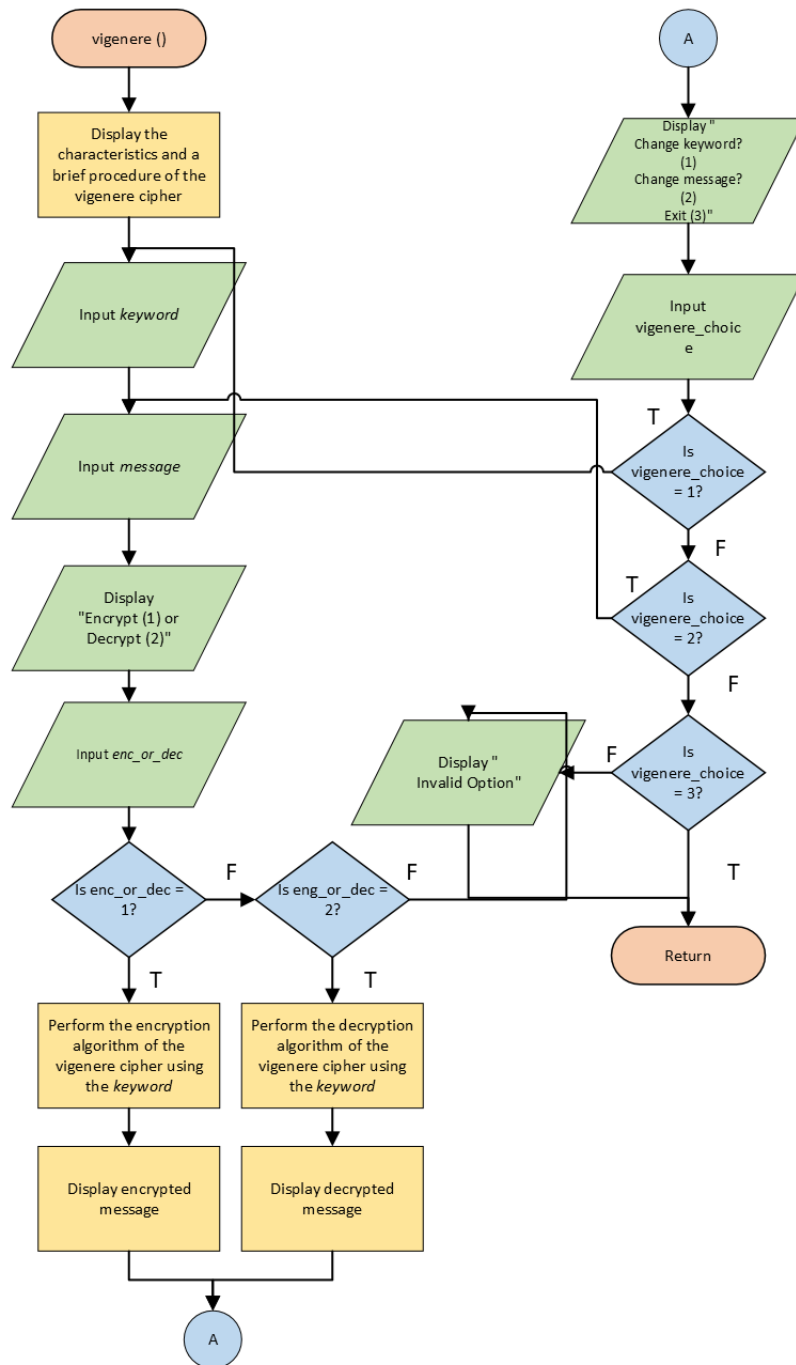 vigenere ()
Display the
characteristics and a
brief procedure of the
vigenere cipher
Input keyword
Input message
Display
"Encrypt (1) or
Decrypt (2)"
Input enc_or_dec
Is enc_or_dec =
1?
F
T
Is eng_or_dec =
2?
F
T
Perform the encryption
algorithm of the
vigenere cipher using
the keyword
Perform the decryption
algorithm of the
vigenere cipher using
the keyword
Display encrypted
message
Display decrypted
message
A
A
Display "
Change keyword?
(1)
Change message?
(2)
Exit (3)"
Input
vigenere_choic
e
T
Is
vigenere_choice
= 1?
F
T
Is
vigenere_choice
= 2?
F
Is
vigenere_choice
= 3?
F
Display "
Invalid Option"
T
Return